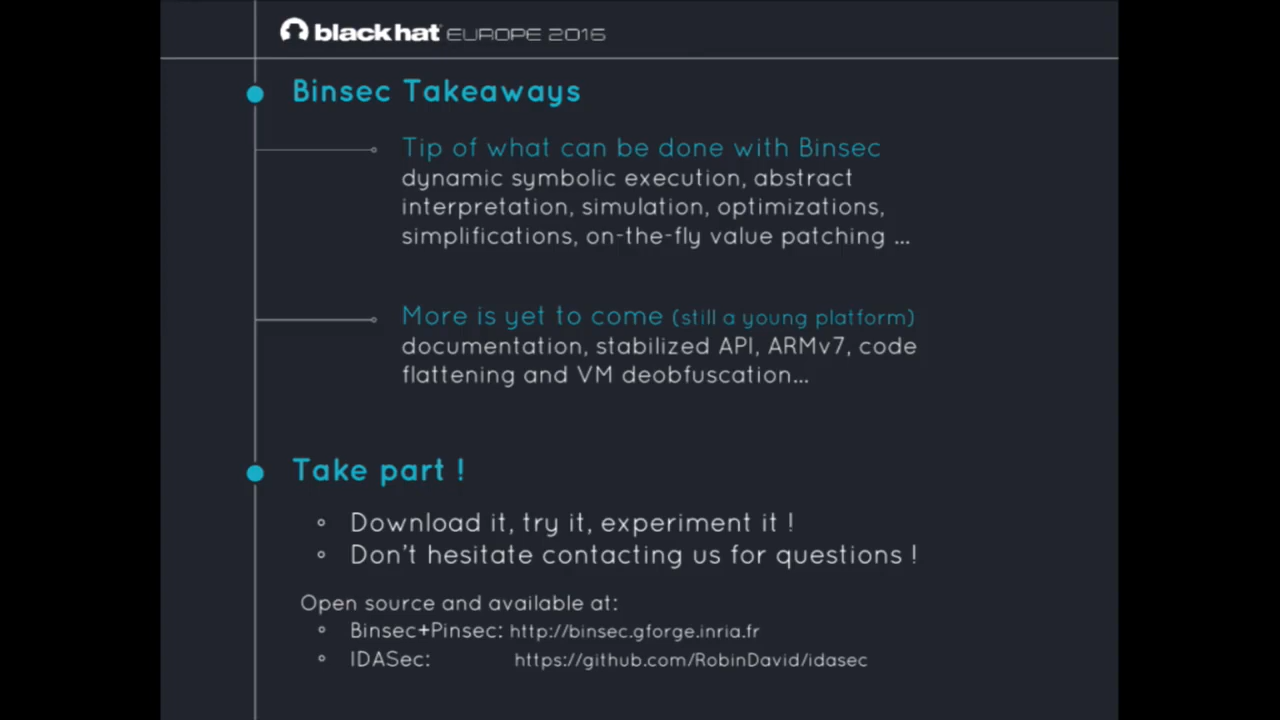 black hat EUROPE 2016
Binsec Takeaways
Tip of what can be done with Binsec
dynamic symbolic execution, abstract
interpretation, simulation, optimizations,
simplifications, on-the-fly value patching ...
More is yet to come (still a young platform)
documentation, stabilized API, ARMv7, code
flattening and VM deobfuscation...
Take part !
Download it, try it, experiment it !
Don't hesitate contacting us for questions !
Open source and available at:
Binsec+Pinsec: http://binsec.gforge.inria.fr
IDASec: https://github.com/RobinDavid/idasec